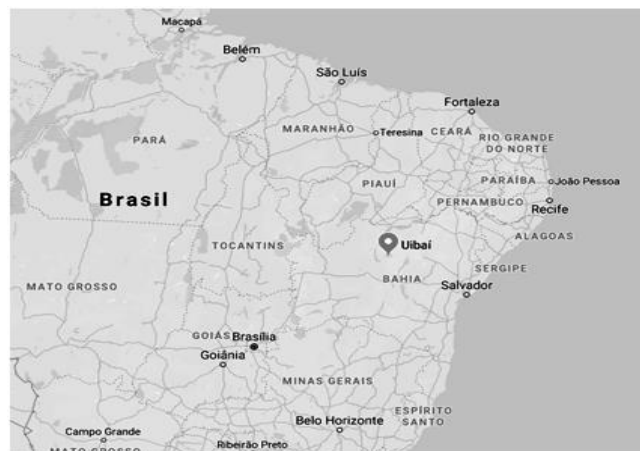 Macapá
Belém
São Luís
Fortaleza
MARANHÃO
Teresina
CEARÁ
RIO GRANDE
DO NORTE
PARÁ
PIAUÍ
PARAÍBA
João Pessoa
Brasil
PERNAMBUCO
Recife
ALAGOAS
TOCANTINS
Uibaí
SERGIPE
MATO GROSSO
BAHIA
Salvador
GOIÁS
Brasília
Goiânia
MINAS GERAIS
ESPÍRITO
SANTO
Belo Horizonte
Campo Grande
Ribeirão Preto
MATO GROSSO